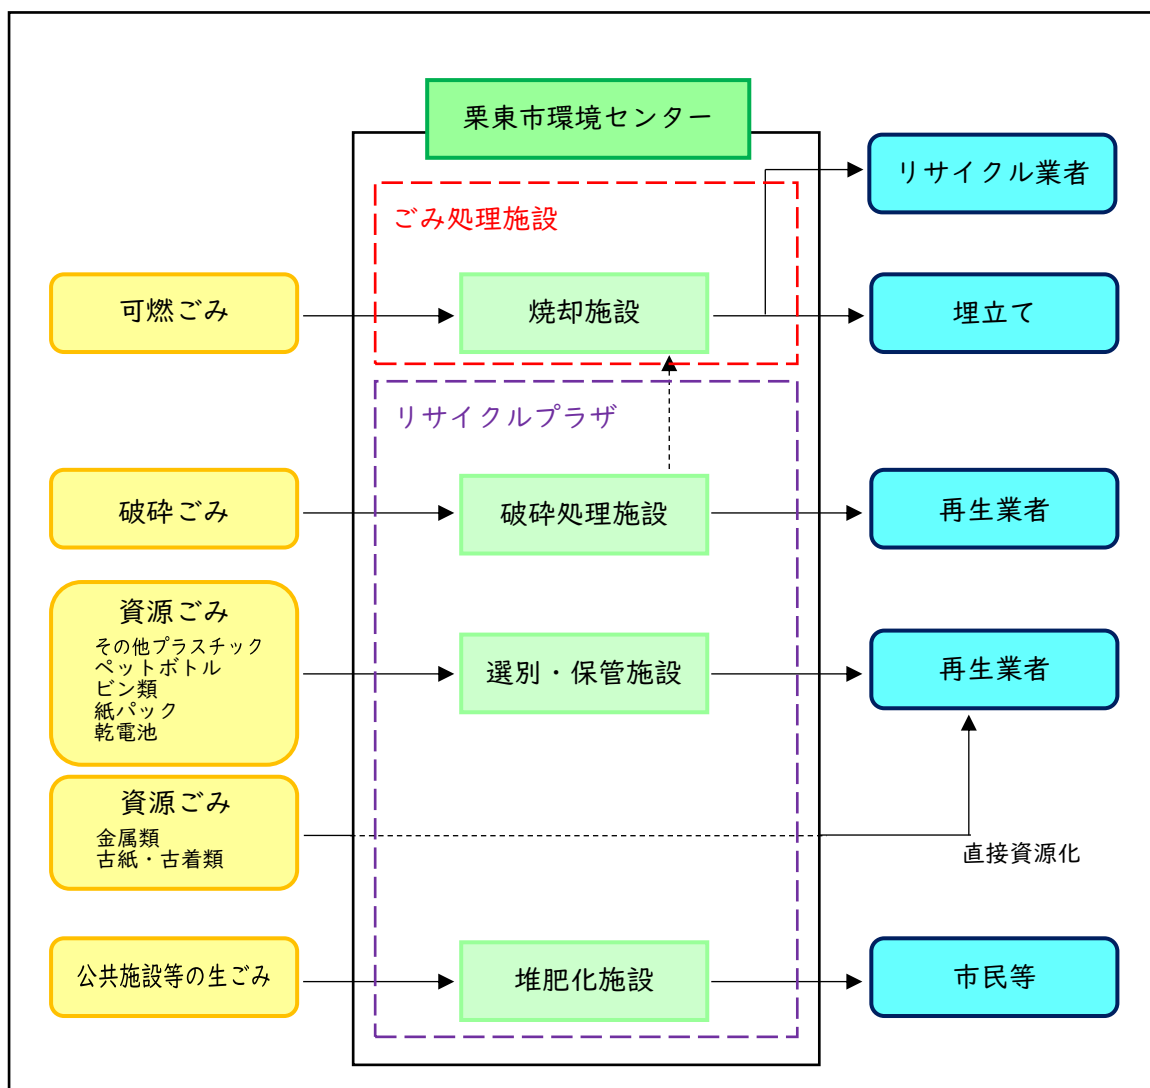 栗東市環境センター
リサイクル業者
ごみ処理施設
可燃ごみ
焼却施設
埋立て
リサイクルプラザ
破砕ごみ
破砕処理施設
再生業者
資源ごみ
その他プラスチック
ペットボトル
ビン類
紙パック
乾電池
選別・保管施設
再生業者
資源ごみ
金属類
古紙・古着類
直接資源化
公共施設等の生ごみ
堆肥化施設
市民等